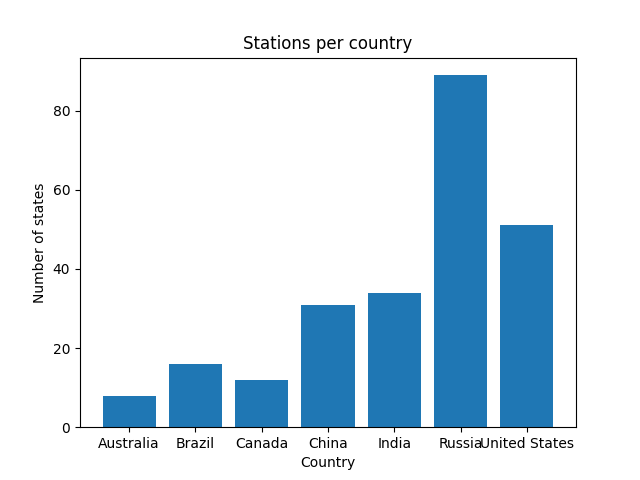 Stations per country
Number of states
80
60
40
20
0
Australia Brazil Canada China India Russia United States
Country